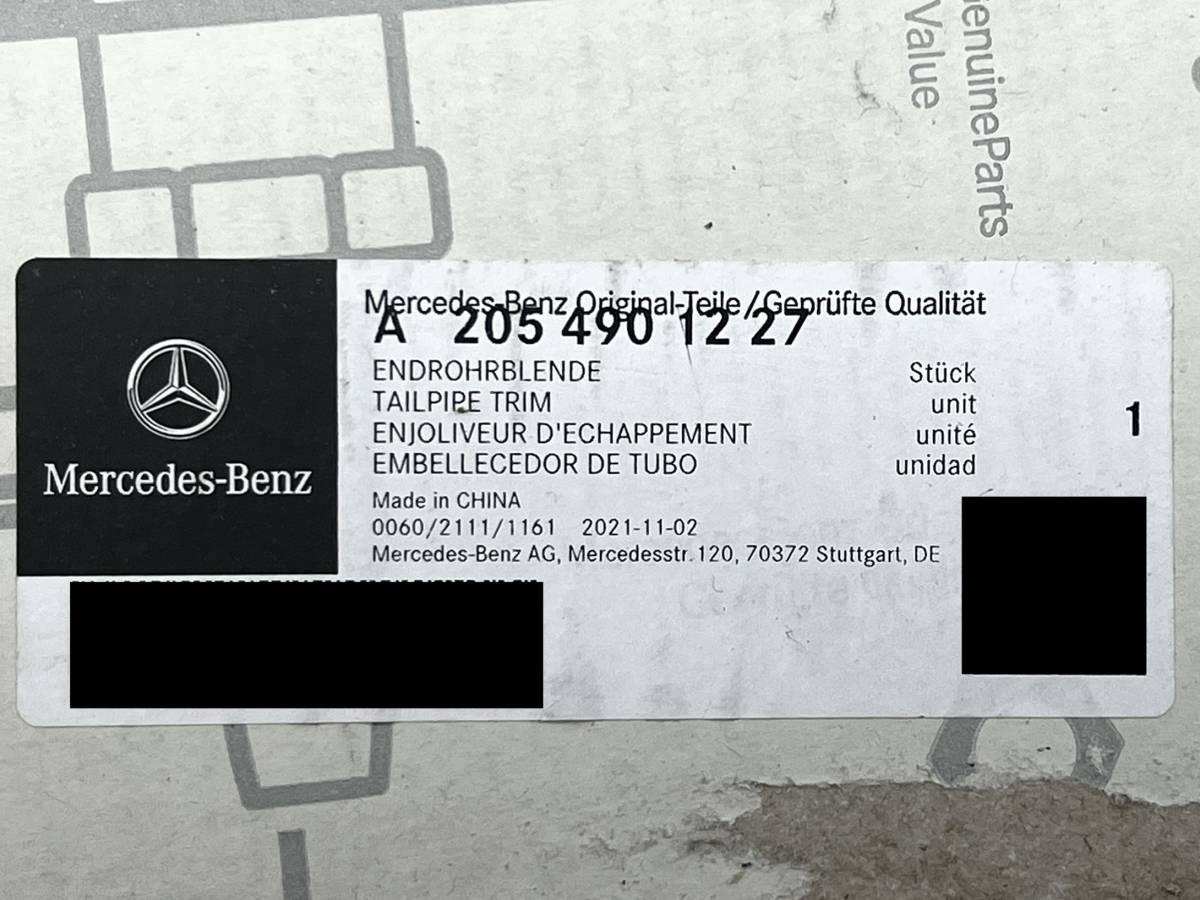 enuineParts
Value
Mercedes-Benz Original-Teile/Geprüfte Qualität
A 205 490 12 27
ENDROHRBLENDE Stück
TAILPIPE TRIM unit
ENJOLIVEUR D'ECHAPPEMENT unité
EMBELLECEDOR DE TUBO unidad
1
Made in CHINA
0060/2111/1161 2021-11-02
Mercedes-Benz AG, Mercedesstr. 120, 70372 Stuttgart, DE
Mercedes-Benz